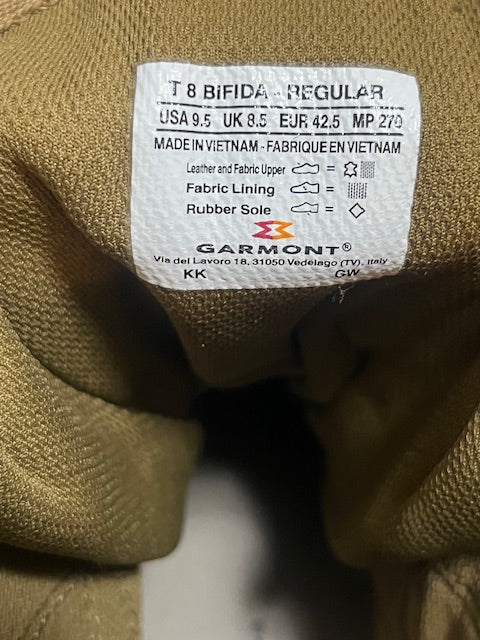 T 8 BiFIDA - REGULAR
USA 9.5 UK 8.5 EUR 42.5 MP 270
MADE IN VIETNAM - FABRIQUE EN VIETNAM
Leather and Fabric Upper =
Fabric Lining =
Rubber Sole =
GARMONT®
Via del Lavoro 18, 31050 Vedelago (TV), Italy
KK GW